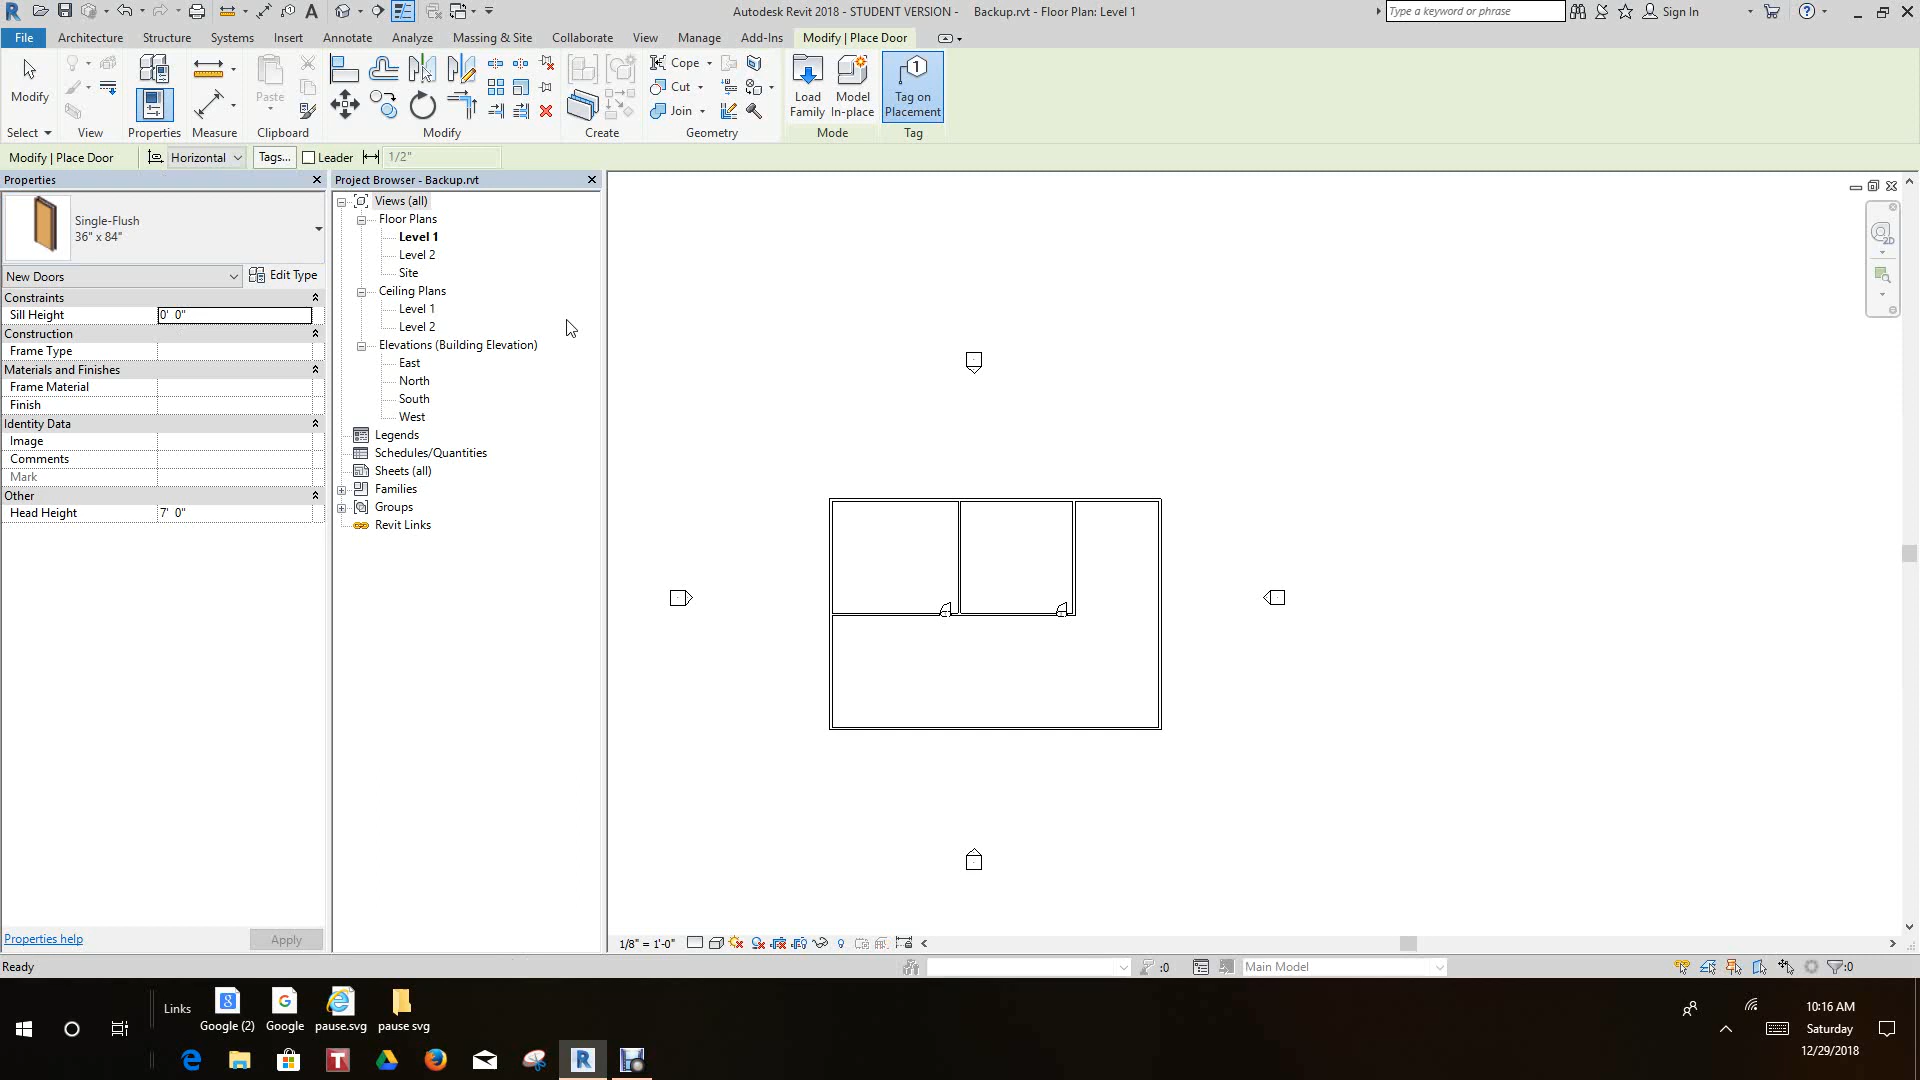 Autodesk Revit 2018 - STUDENT VERSION - Backup.rvt - Floor Plan: Level 1
Type a keyword or phrase
Sign In
File Architecture Structure Systems Insert Annotate Analyze Massing & Site Collaborate View Manage Add-Ins Modify | Place Door
Modify
Paste
Cope
Cut
Join
Load Family
Model In-place
1
Tag on Placement
Select View Properties Measure Clipboard Modify Create Geometry Mode Tag
Modify | Place Door Horizontal Tags... Leader 1/2"
Properties
Single-Flush
36" x 84"
New Doors Edit Type
Constraints
Sill Height 0' 0"
Construction
Frame Type
Materials and Finishes
Frame Material
Finish
Identity Data
Image
Comments
Mark
Other
Head Height 7' 0"
Properties help Apply
Project Browser - Backup.rvt
Views (all)
Floor Plans
Level 1
Level 2
Site
Ceiling Plans
Level 1
Level 2
Elevations (Building Elevation)
East
North
South
West
Legends
Schedules/Quantities
Sheets (all)
Families
Groups
Revit Links
2D
1/8" = 1'-0"
Ready
:0
Main Model
:0
Links
Google (2)
Google
pause.svg
pause svg
10:16 AM
Saturday
12/29/2018